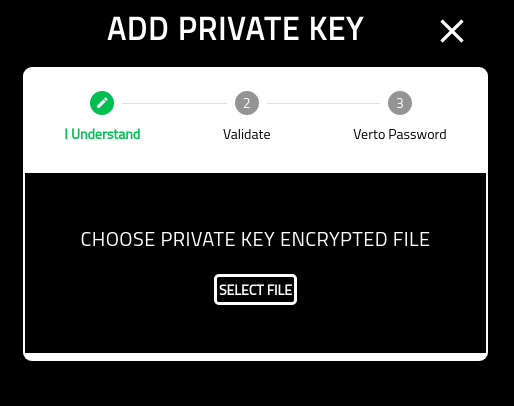 ADD PRIVATE KEY
2
3
I Understand
Validate
Verto Password
CHOOSE PRIVATE KEY ENCRYPTED FILE
SELECT FILE